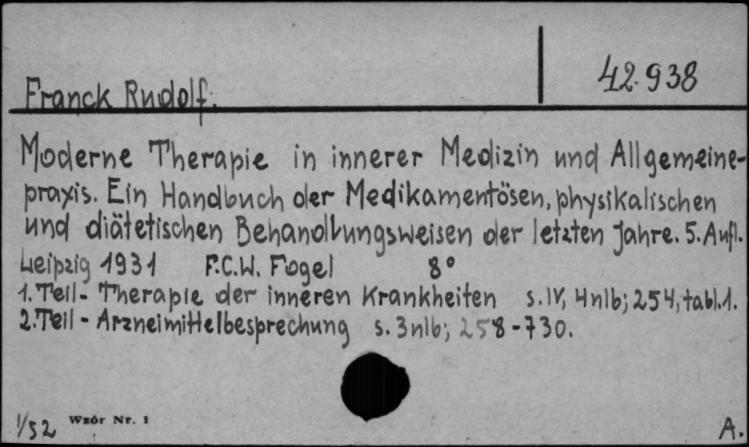 42.938
Franck Rudolf.
Moderne Therapie in innerer Medizin und Allgemeine-
praxis. Ein Handbuch der Medikamentösen, physikalischen
und diätetischen Behandlungsweisen der letzten Jahre. 5. Aufl.
Leipzig 1931 F.C.W. Fogel 8°
1. Teil - Therapie der inneren Krankheiten s. IV, 4nlb; 254, tabl. 1.
2. Teil - Arzneimittelbesprechung s. 3nlb; 258-730.
1/52 Wzór Nr. 1 A.